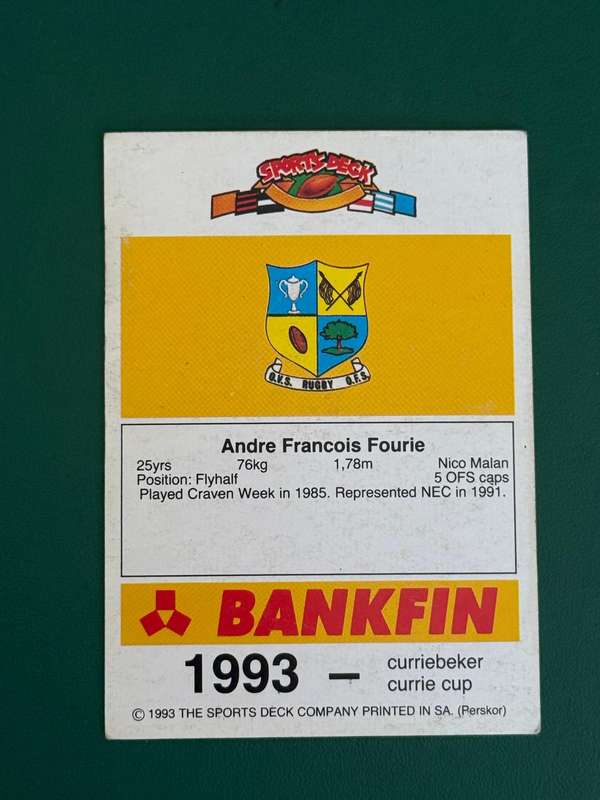 SPORTS DECK
O.V.S. RUGBY O.F.S.
Andre Francois Fourie
25yrs 76kg 1,78m Nico Malan
Position: Flyhalf 5 OFS caps
Played Craven Week in 1985. Represented NEC in 1991.
BANKFIN
1993 – curriebeker
currie cup
© 1993 THE SPORTS DECK COMPANY PRINTED IN SA. (Perskor)